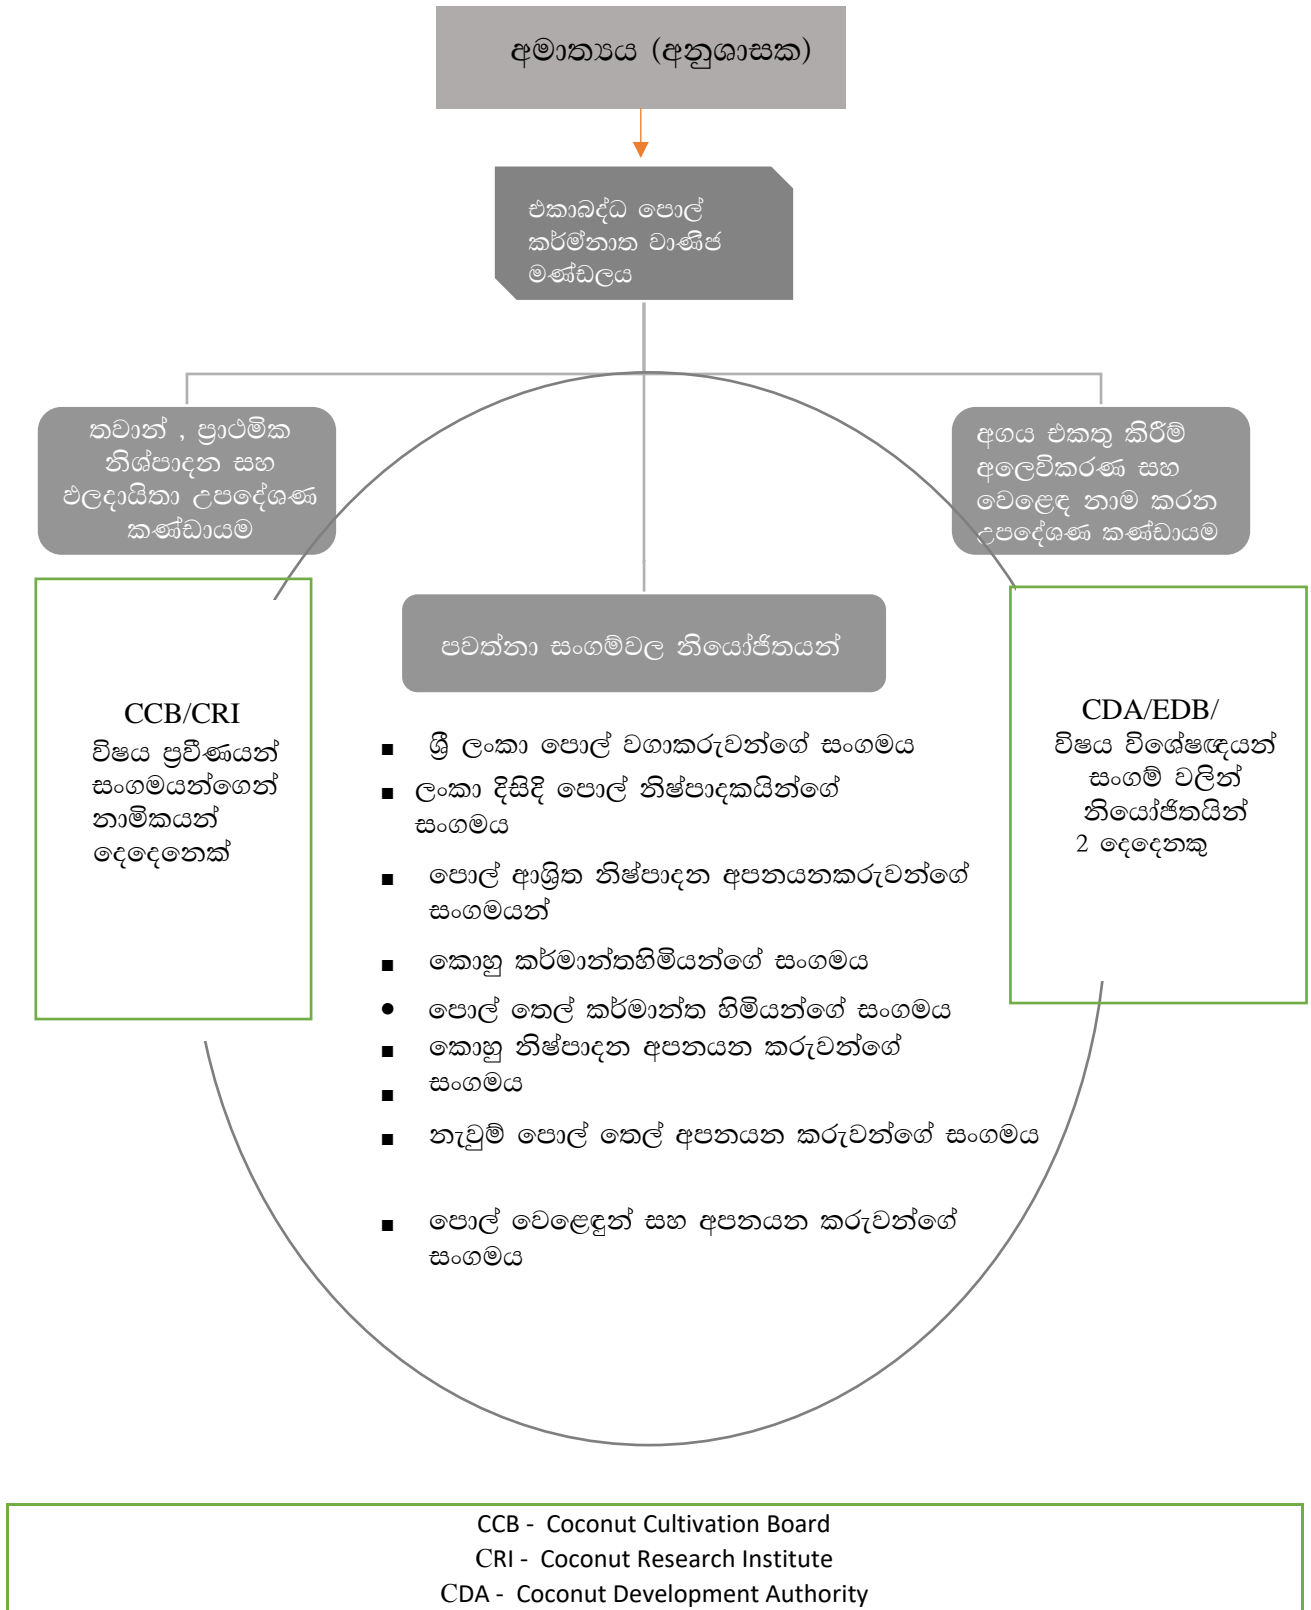 අමාත්‍යය (අනුශාසක)
එකාබද්ධ පොල්
කර්ම්නාත වාණිජ
මණ්ඩලය
තවාන් , ප්‍රාථමික
නිශ්පාදන සහ
ඵලදායිතා උපදේශණ
කණ්ඩායම
අගය එකතු කිරීම්
අලෙවිකරණ සහ
වෙළෙඳ නාම කරන
උපදේශණ කණ්ඩායම
CCB/CRI
විෂය ප්‍රවීණයන්
සංගමයන්ගෙන්
නාමිකයන්
දෙදෙනෙක්
පවත්නා සංගම්වල නියෝජිතයන්
▪ ශ්‍රී ලංකා පොල් වගාකරුවන්ගේ සංගමය
▪ ලංකා දිසිදි පොල් නිෂ්පාදකයින්ගේ
සංගමය
▪ පොල් ආශ්‍රිත නිෂ්පාදන අපනයනකරුවන්ගේ
සංගමයන්
▪ කොහු කර්මාන්තහිමියන්ගේ සංගමය
• පොල් තෙල් කර්මාන්ත හිමියන්ගේ සංගමය
▪ කොහු නිෂ්පාදන අපනයන කරුවන්ගේ
▪ සංගමය
▪ නැවුම් පොල් තෙල් අපනයන කරුවන්ගේ සංගමය
▪ පොල් වෙළෙඳුන් සහ අපනයන කරුවන්ගේ
සංගමය
CDA/EDB/
විෂය විශේෂඥයන්
සංගම් වලින්
නියෝජිතයින්
2 දෙදෙනකු
CCB - Coconut Cultivation Board
CRI - Coconut Research Institute
CDA - Coconut Development Authority